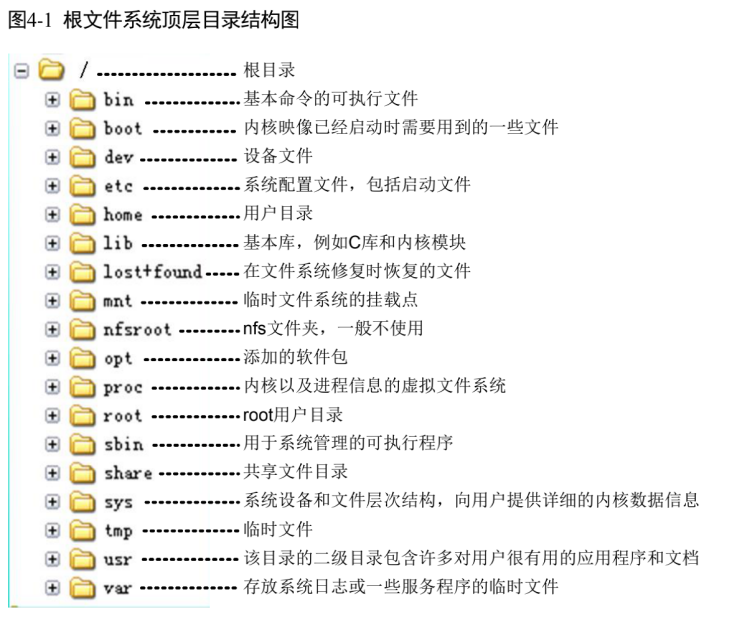 图4-1 根文件系统顶层目录结构图
/ 根目录
bin 基本命令的可执行文件
boot 内核映像已经启动时需要用到的一些文件
dev 设备文件
etc 系统配置文件，包括启动文件
home 用户目录
lib 基本库，例如C库和内核模块
lost+found 在文件系统修复时恢复的文件
mnt 临时文件系统的挂载点
nfsroot nfs文件夹，一般不使用
opt 添加的软件包
proc 内核以及进程信息的虚拟文件系统
root root用户目录
sbin 用于系统管理的可执行程序
share 共享文件目录
sys 系统设备和文件层次结构，向用户提供详细的内核数据信息
tmp 临时文件
usr 该目录的二级目录包含许多对用户很有用的应用程序和文档
var 存放系统日志或一些服务程序的临时文件